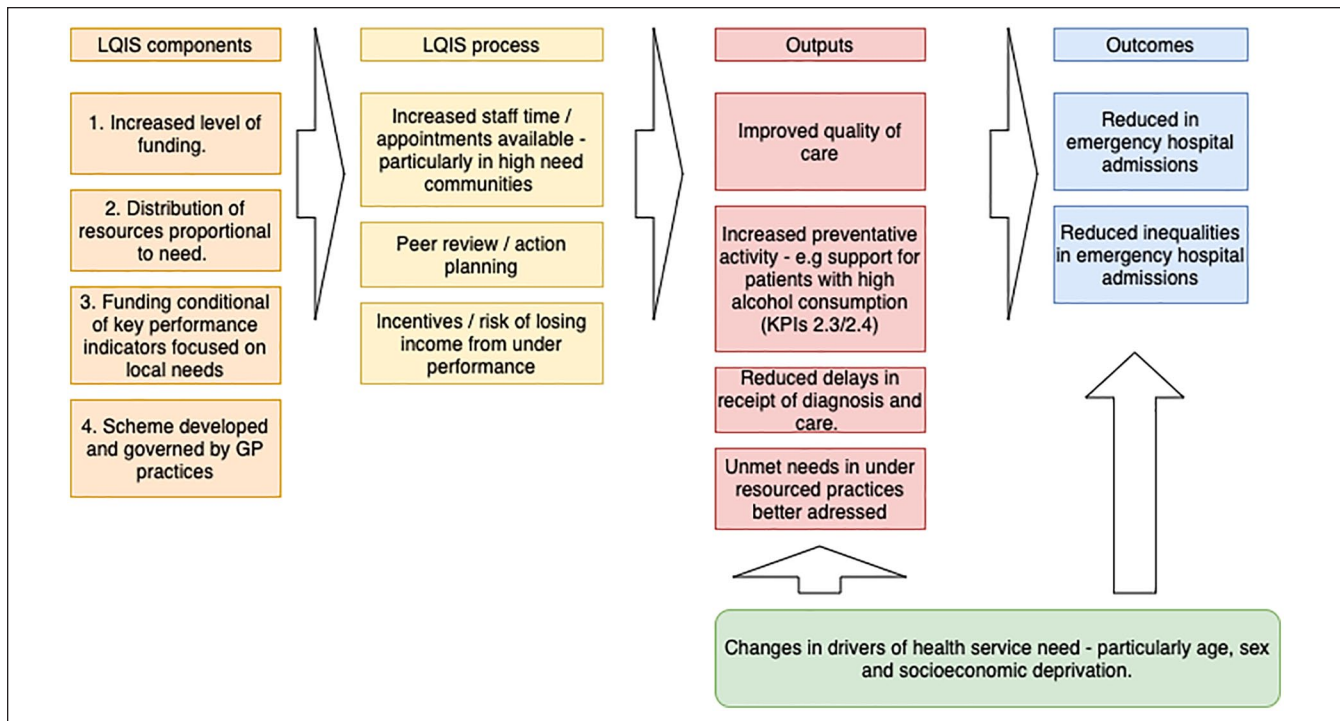 LQIS components
1. Increased level of
funding.
2. Distribution of
resources proportional
to need.
3. Funding conditional
of key performance
indicators focused on
local needs
4. Scheme developed
and governed by GP
practices
LQIS process
Increased staff time /
appointments available -
particularly in high need
communities
Peer review / action
planning
Incentives / risk of losing
income from under
performance
Outputs
Improved quality of
care
Increased preventative
activity - e.g support for
patients with high
alcohol consumption
(KPIs 2.3/2.4)
Reduced delays in
receipt of diagnosis and
care.
Unmet needs in under
resourced practices
better adressed
Outcomes
Reduced in
emergency hospital
admissions
Reduced inequalities
in emergency hospital
admissions
Changes in drivers of health service need - particularly age, sex
and socioeconomic deprivation.